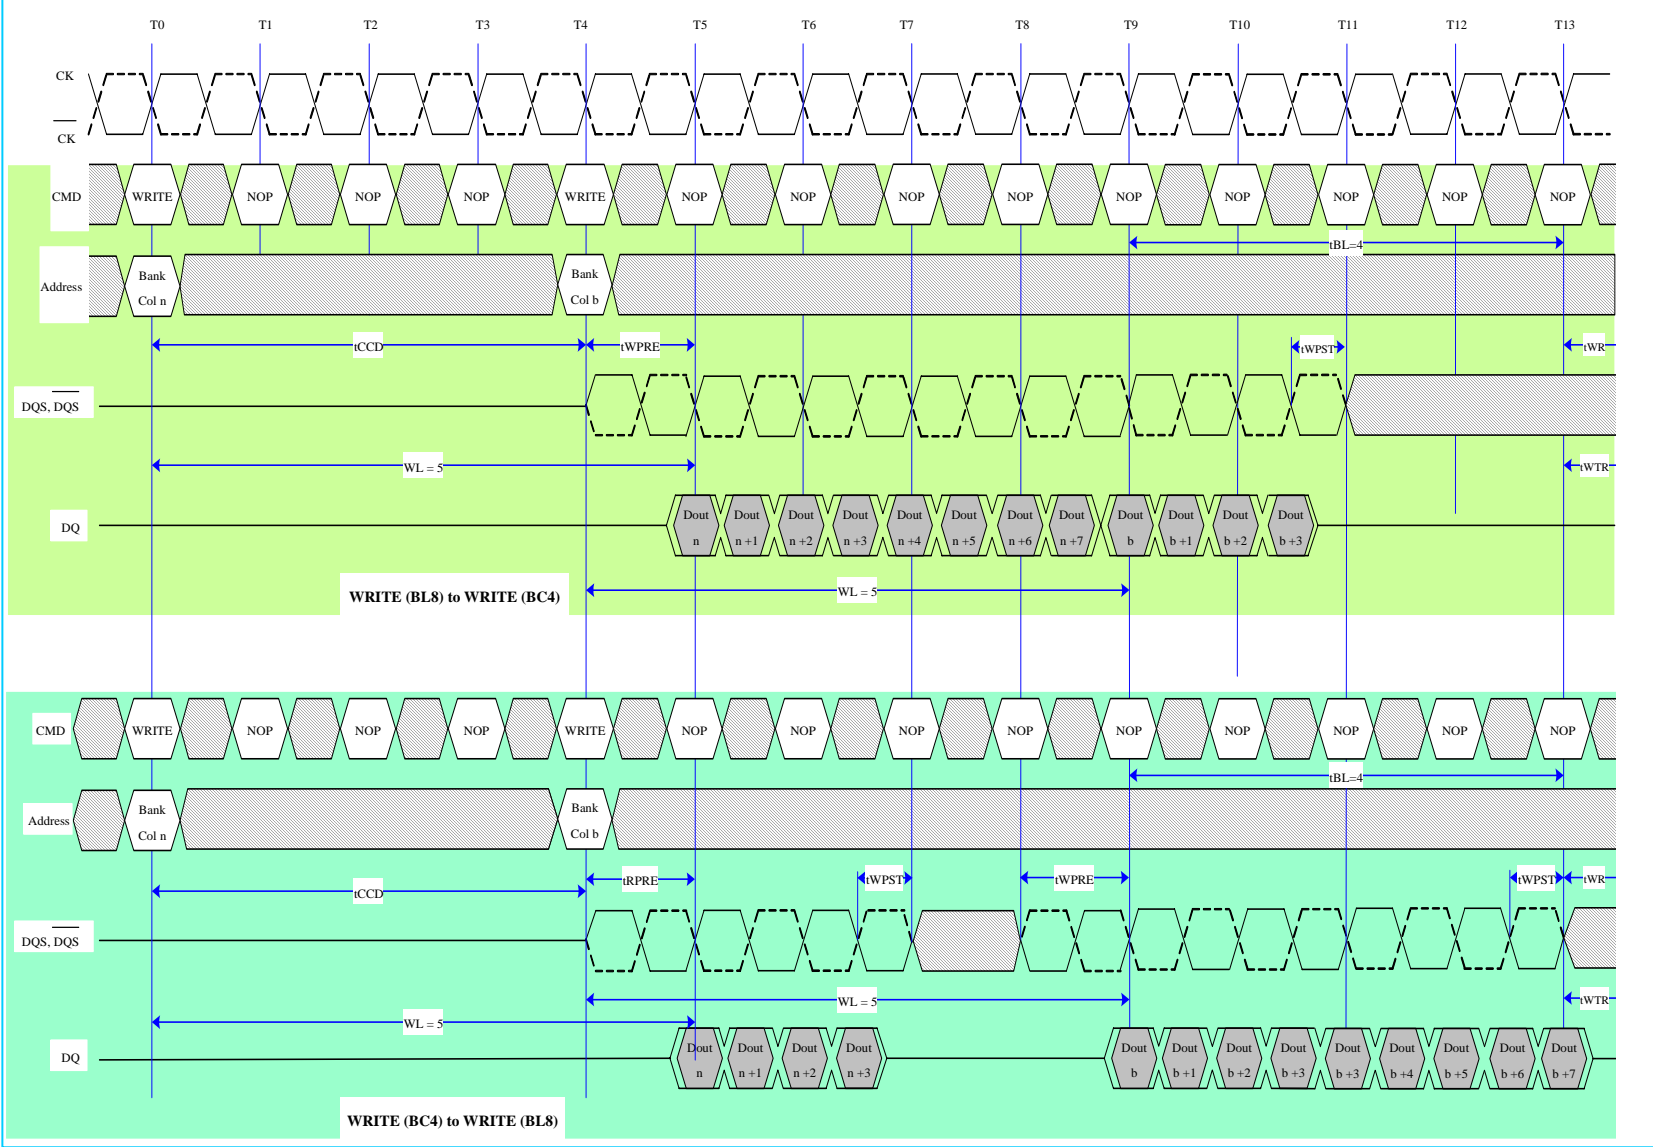 T0 T1 T2 T3 T4 T5 T6 T7 T8 T9 T10 T11 T12 T13
CK
CK
CMD WRITE NOP NOP NOP WRITE NOP NOP NOP NOP NOP NOP NOP NOP NOP
tBL=4
Address Bank Bank
Col n Col b
tCCD tWPRE tWPST tWR
DQS, DQS
WL = 5 tWTR
DQ Dout Dout Dout Dout Dout Dout Dout Dout Dout Dout Dout Dout
n n +1 n +2 n +3 n +4 n +5 n +6 n +7 b b +1 b +2 b +3
WL = 5
WRITE (BL8) to WRITE (BC4)
CMD WRITE NOP NOP NOP WRITE NOP NOP NOP NOP NOP NOP NOP NOP NOP
tBL=4
Address Bank Bank
Col n Col b
tCCD tRPRE tWPST tWPRE tWPST tWR
DQS, DQS
WL = 5 tWTR
WL = 5
DQ Dout Dout Dout Dout Dout Dout Dout Dout Dout Dout Dout Dout Dout
n n +1 n +2 n +3 b b +1 b +2 b +3 b +3 b +4 b +5 b +6 b +7
WRITE (BC4) to WRITE (BL8)